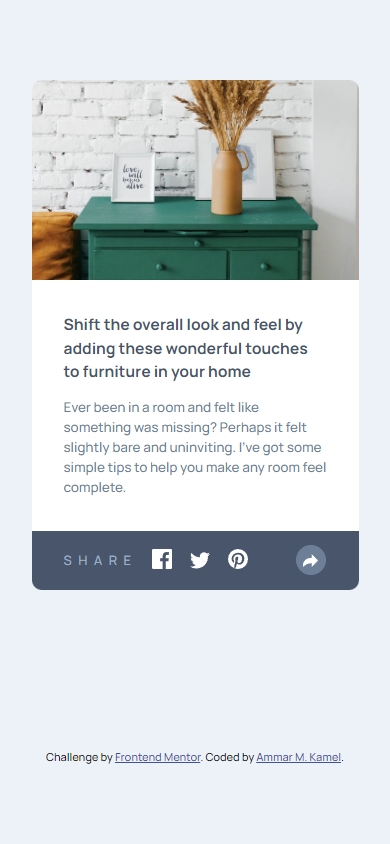 love
will
keep us
alive
Shift the overall look and feel by
adding these wonderful touches
to furniture in your home
Ever been in a room and felt like
something was missing? Perhaps it felt
slightly bare and uninviting. I've got some
simple tips to help you make any room feel
complete.
SHARE
Challenge by Frontend Mentor. Coded by Ammar M. Kamel.